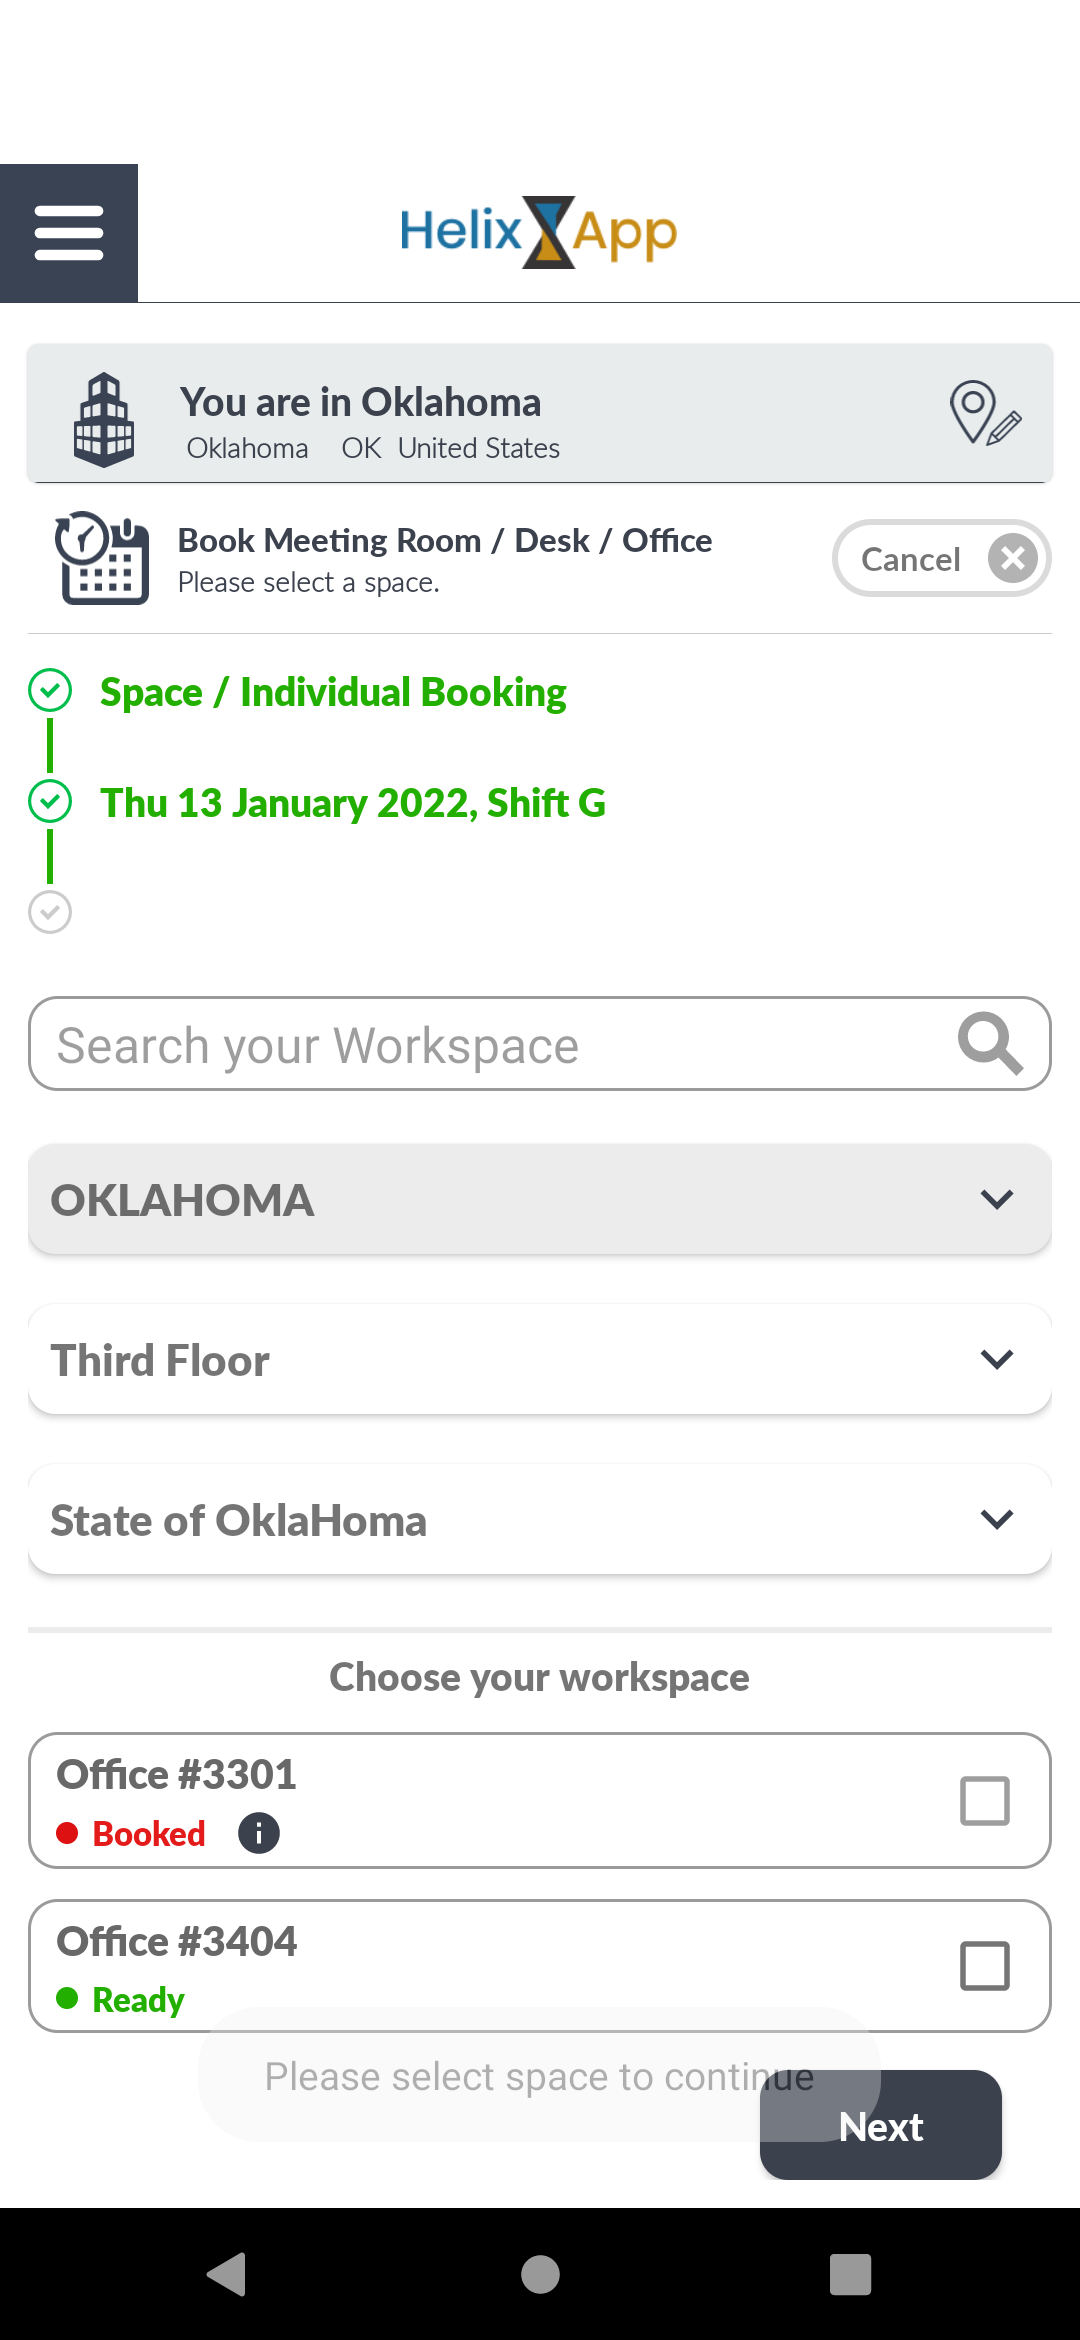 Helix App
You are in Oklahoma
Oklahoma OK United States
Book Meeting Room / Desk / Office
Please select a space.
Cancel
Space / Individual Booking
Thu 13 January 2022, Shift G
Search your Workspace
OKLAHOMA
Third Floor
State of OklaHoma
Choose your workspace
Office #3301
Booked
Office #3404
Ready
Please select space to continue
Next